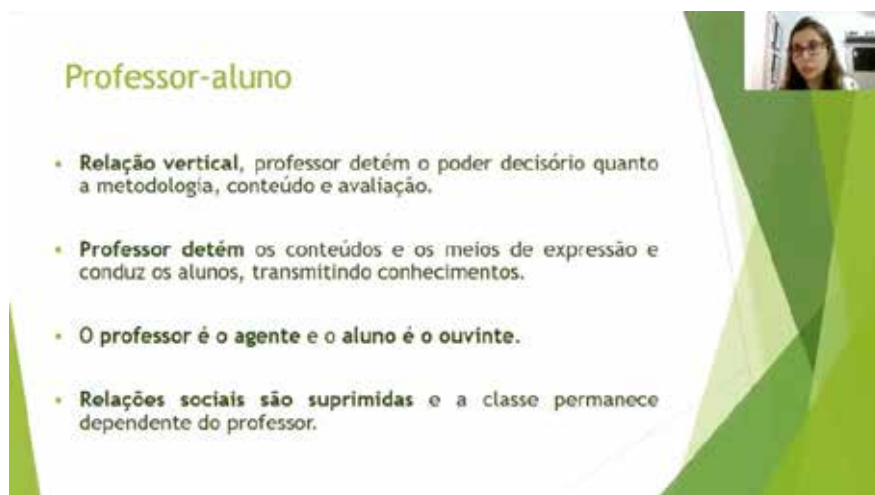 Professor-aluno
• Relação vertical, professor detém o poder decisório quanto
a metodologia, conteúdo e avaliação.
• Professor detém os conteúdos e os meios de expressão e
conduz os alunos, transmitindo conhecimentos.
• O professor é o agente e o aluno é o ouvinte.
• Relações sociais são suprimidas e a classe permanece
dependente do professor.